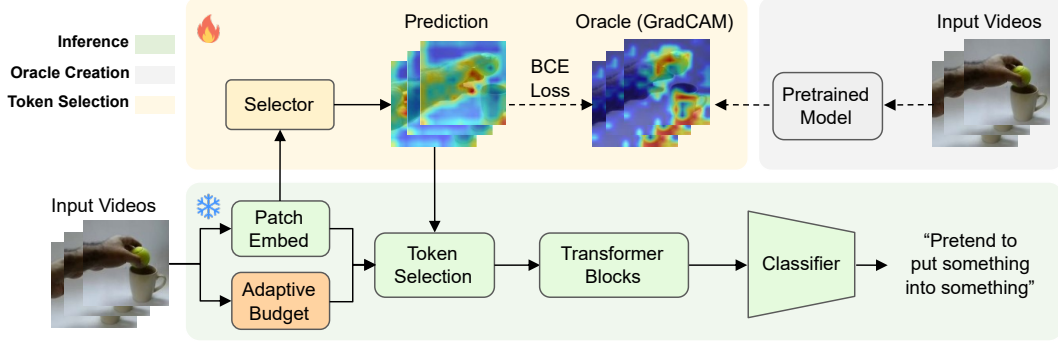 Inference
Oracle Creation
Token Selection
Prediction
Oracle (GradCAM)
Input Videos
Selector
BCE
Loss
Pretrained
Model
Input Videos
Patch
Embed
Adaptive
Budget
Token
Selection
Transformer
Blocks
Classifier
“Pretend to
put something
into something”